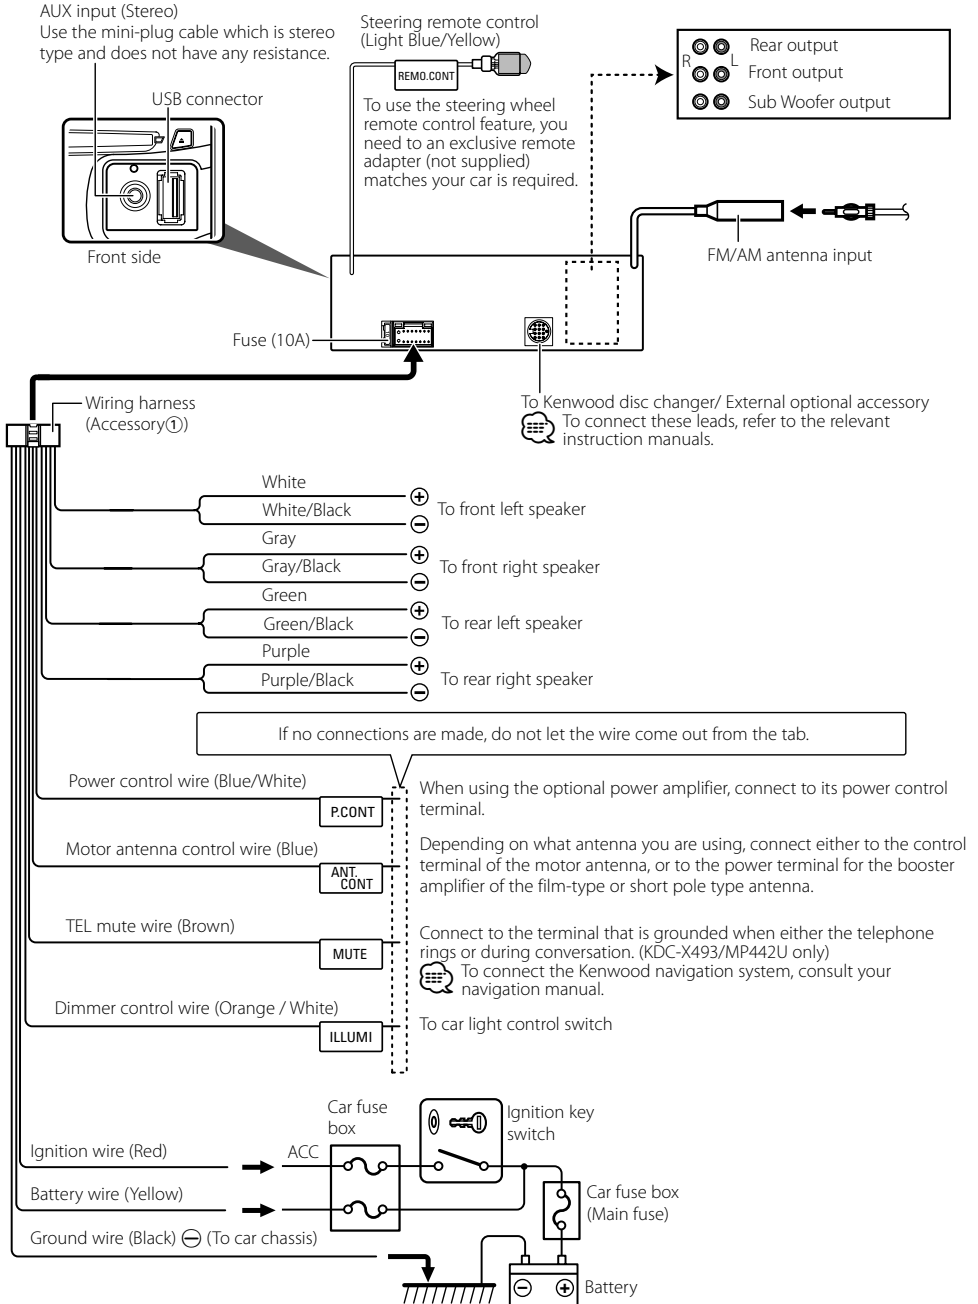 AUX input (Stereo)
Use the mini-plug cable which is stereo
type and does not have any resistance.
USB connector
Front side
Steering remote control
(Light Blue/Yellow)
REMO.CONT
To use the steering wheel
remote control feature, you
need to an exclusive remote
adapter (not supplied)
matches your car is required.
R L
Rear output
Front output
Sub Woofer output
FM/AM antenna input
Fuse (10A)
Wiring harness
(Accessory①)
To Kenwood disc changer/ External optional accessory
To connect these leads, refer to the relevant
instruction manuals.
White
White/Black
⊕
⊖
To front left speaker
Gray
Gray/Black
⊕
⊖
To front right speaker
Green
Green/Black
⊕
⊖
To rear left speaker
Purple
Purple/Black
⊕
⊖
To rear right speaker
If no connections are made, do not let the wire come out from the tab.
Power control wire (Blue/White)
P.CONT
When using the optional power amplifier, connect to its power control
terminal.
Motor antenna control wire (Blue)
ANT.
CONT
Depending on what antenna you are using, connect either to the control
terminal of the motor antenna, or to the power terminal for the booster
amplifier of the film-type or short pole type antenna.
TEL mute wire (Brown)
MUTE
Connect to the terminal that is grounded when either the telephone
rings or during conversation. (KDC-X493/MP442U only)
To connect the Kenwood navigation system, consult your
navigation manual.
Dimmer control wire (Orange / White)
ILLUMI
To car light control switch
Car fuse
box
Ignition key
switch
Ignition wire (Red)
ACC
Battery wire (Yellow)
Car fuse box
(Main fuse)
Ground wire (Black) ⊖ (To car chassis)
⊖ ⊕
Battery